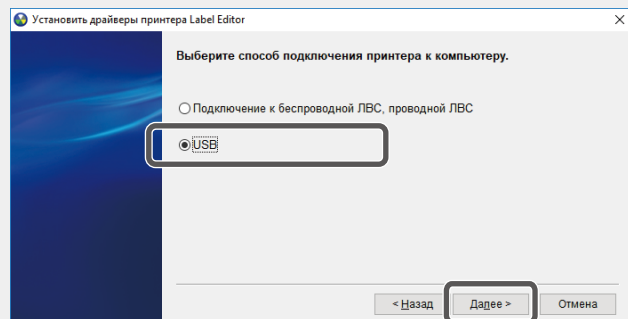 Установить драйверы принтера Label Editor
Выберите способ подключения принтера к компьютеру.
Подключение к беспроводной ЛВС, проводной ЛВС
USB
< Назад Далее > Отмена